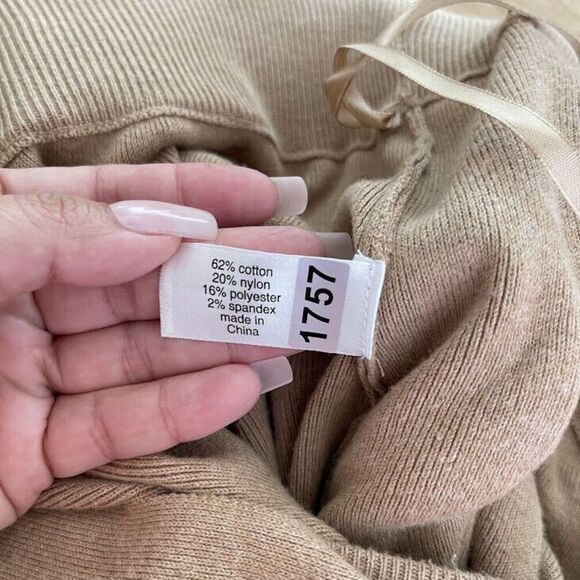 62% cotton
20% nylon
16% polyester
2% spandex
made in
China
1757